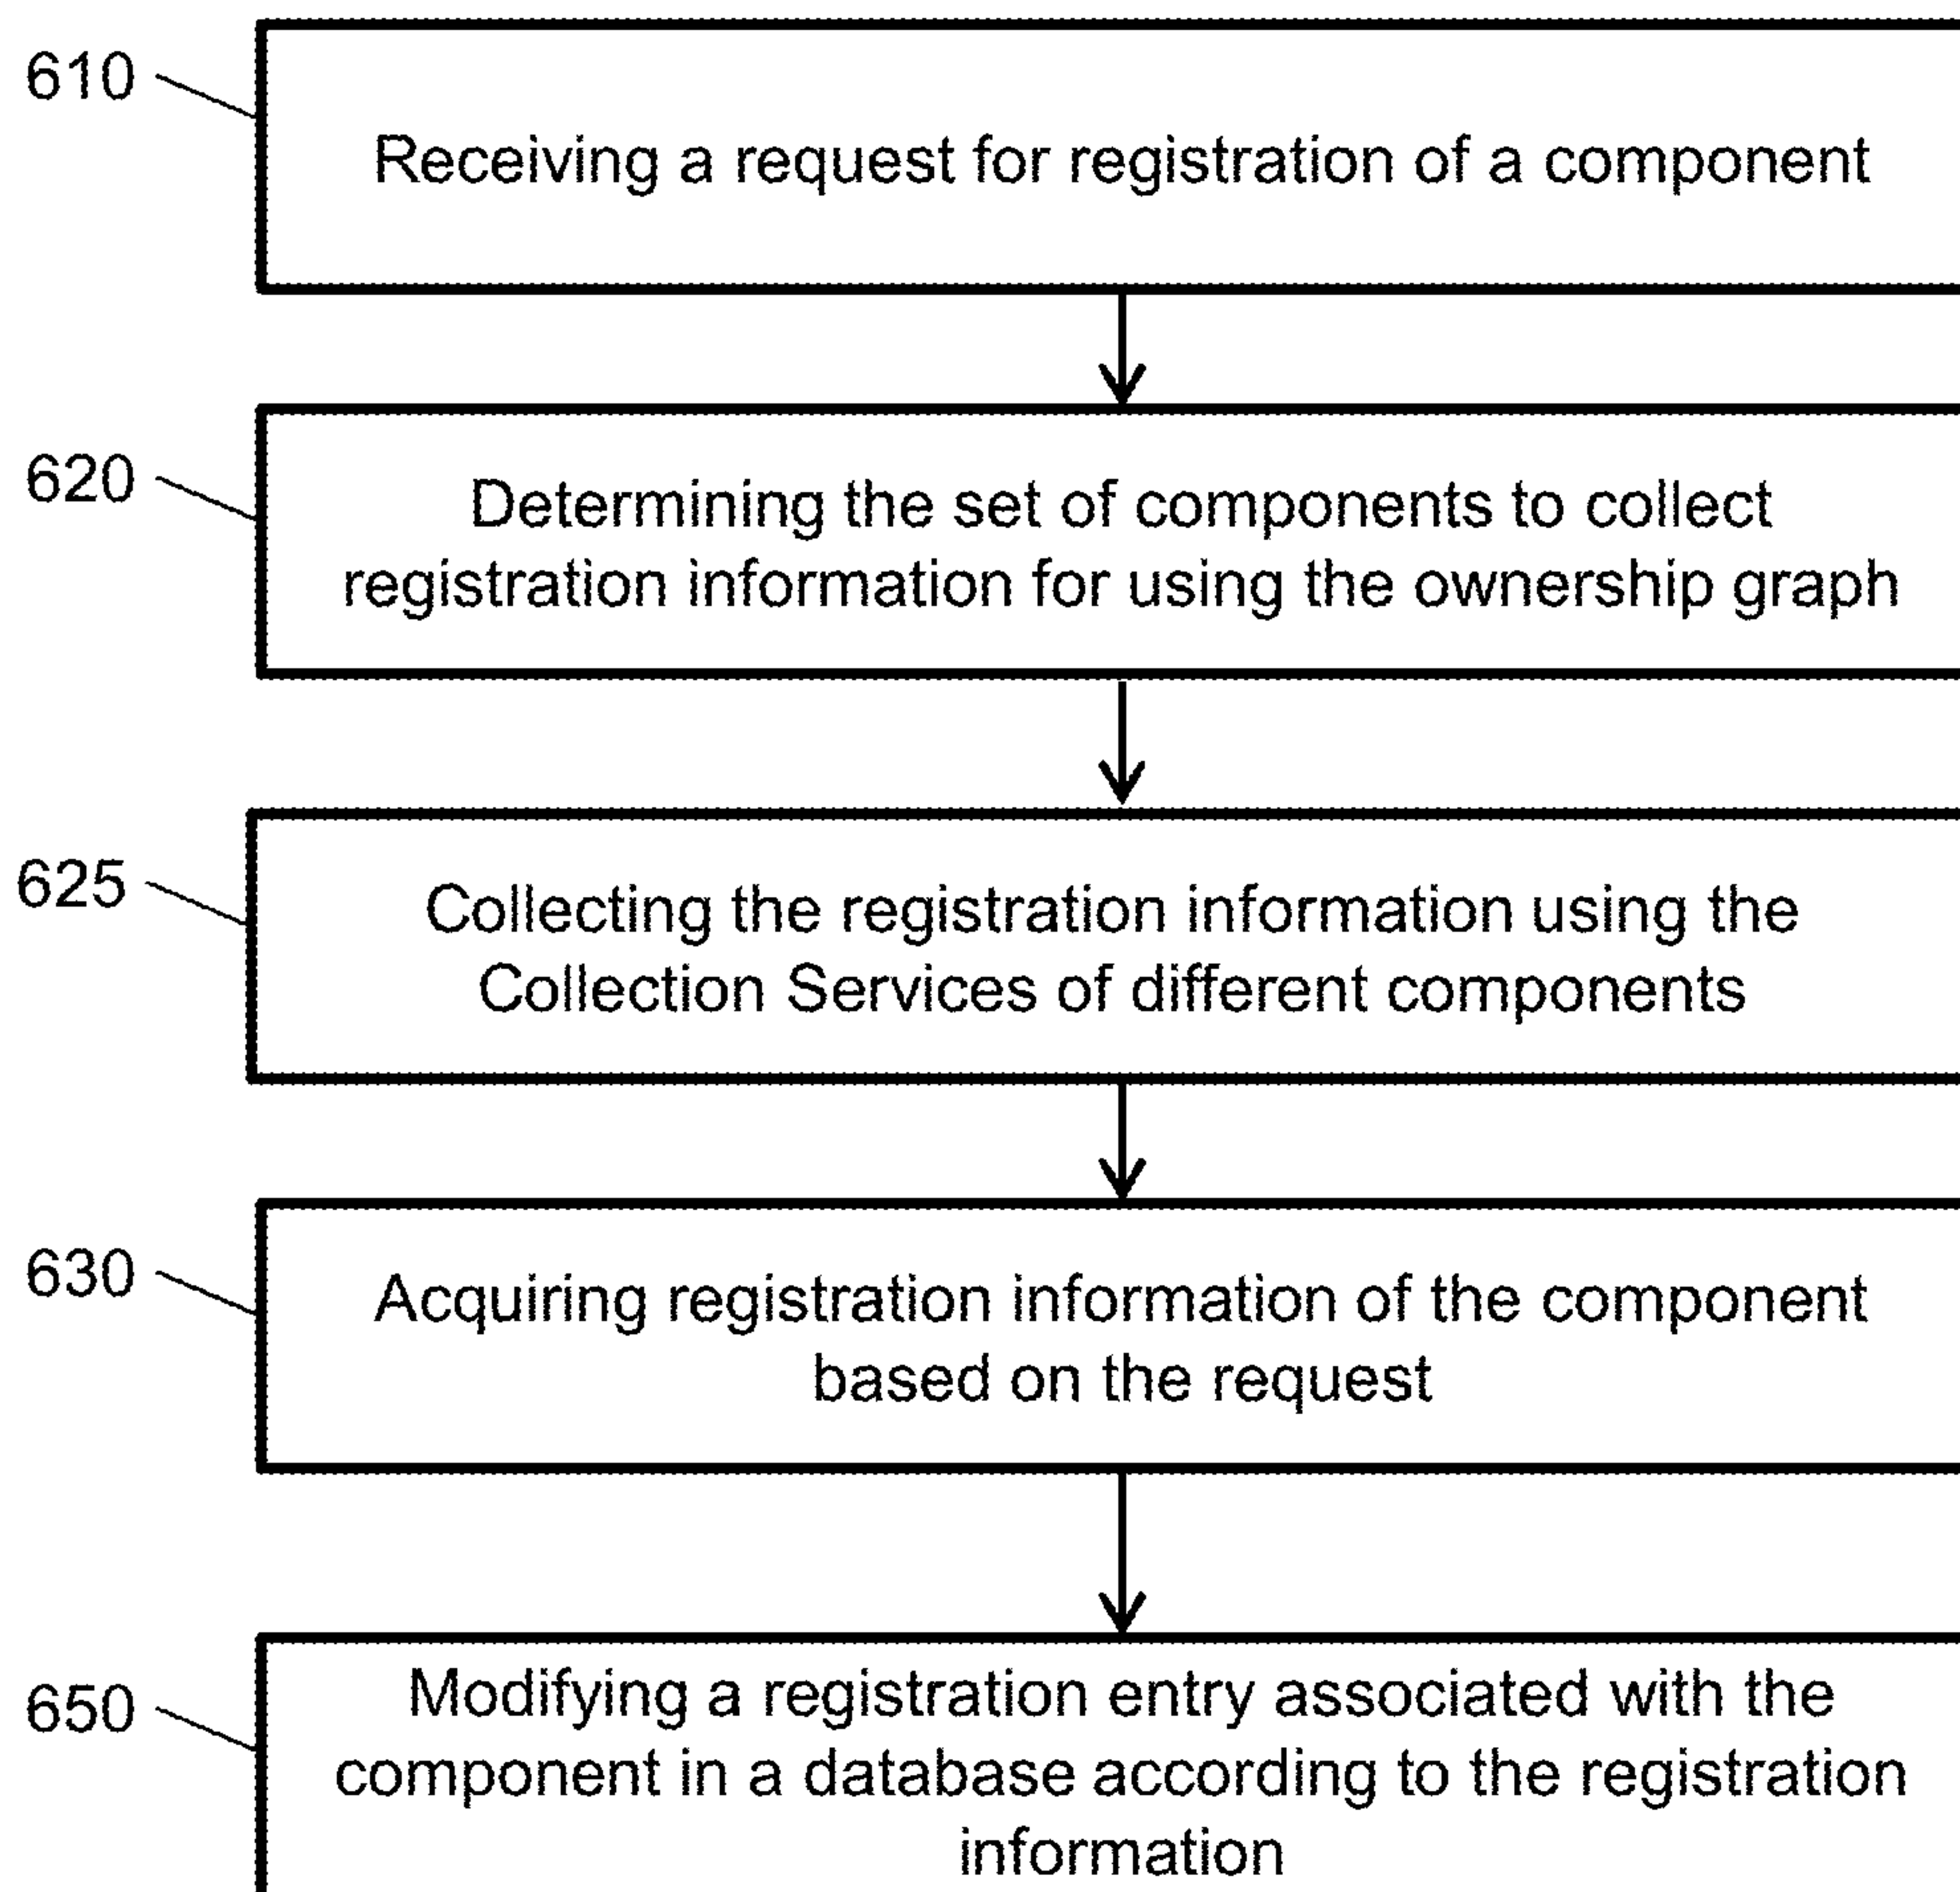 610
Receiving a request for registration of a component
620
Determining the set of components to collect
registration information for using the ownership graph
625
Collecting the registration information using the
Collection Services of different components
630
Acquiring registration information of the component
based on the request
650
Modifying a registration entry associated with the
component in a database according to the registration
information